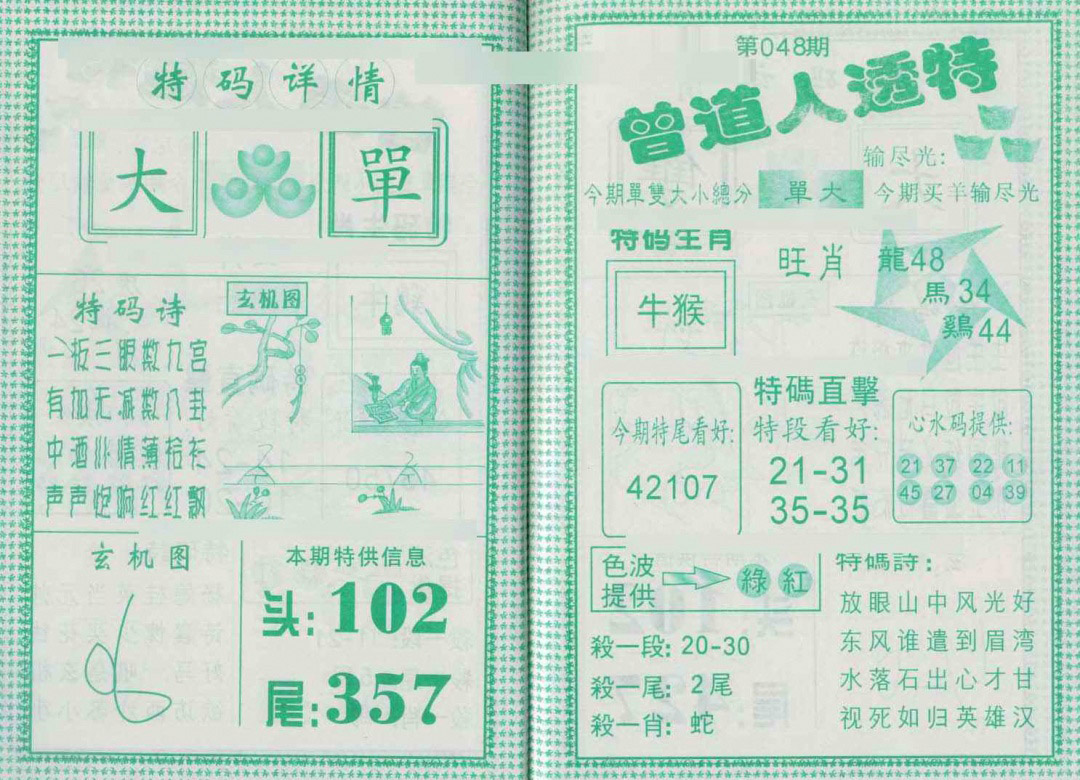 特码详情
大 單
特码诗
一板三眼数九宫
有加无减数八卦
中酒心情薄拾衫
声声炮响红红飘
玄机图
玄机图
本期特供信息
头:102
尾:357
第048期
曾道人透特
输尽光:
今期單雙大小總分 單大 今期买羊输尽光
特码生肖
牛猴
旺肖
龍48
馬34
鷄44
今期特尾看好:
42107
特碼直擊
特段看好:
21-31
35-35
心水码提供:
21 37 22 11
45 27 04 39
色波
提供
綠 紅
殺一段: 20-30
殺一尾: 2尾
殺一肖: 蛇
特碼詩:
放眼山中风光好
东风谁遣到眉湾
水落石出心才甘
视死如归英雄汉